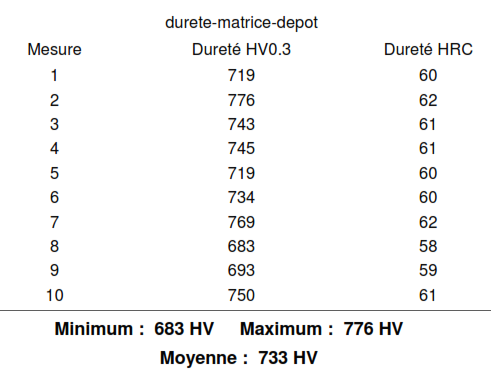 durete-matrice-depot
Mesure Dureté HV0.3 Dureté HRC
1 719 60
2 776 62
3 743 61
4 745 61
5 719 60
6 734 60
7 769 62
8 683 58
9 693 59
10 750 61
Minimum : 683 HV Maximum : 776 HV
Moyenne : 733 HV